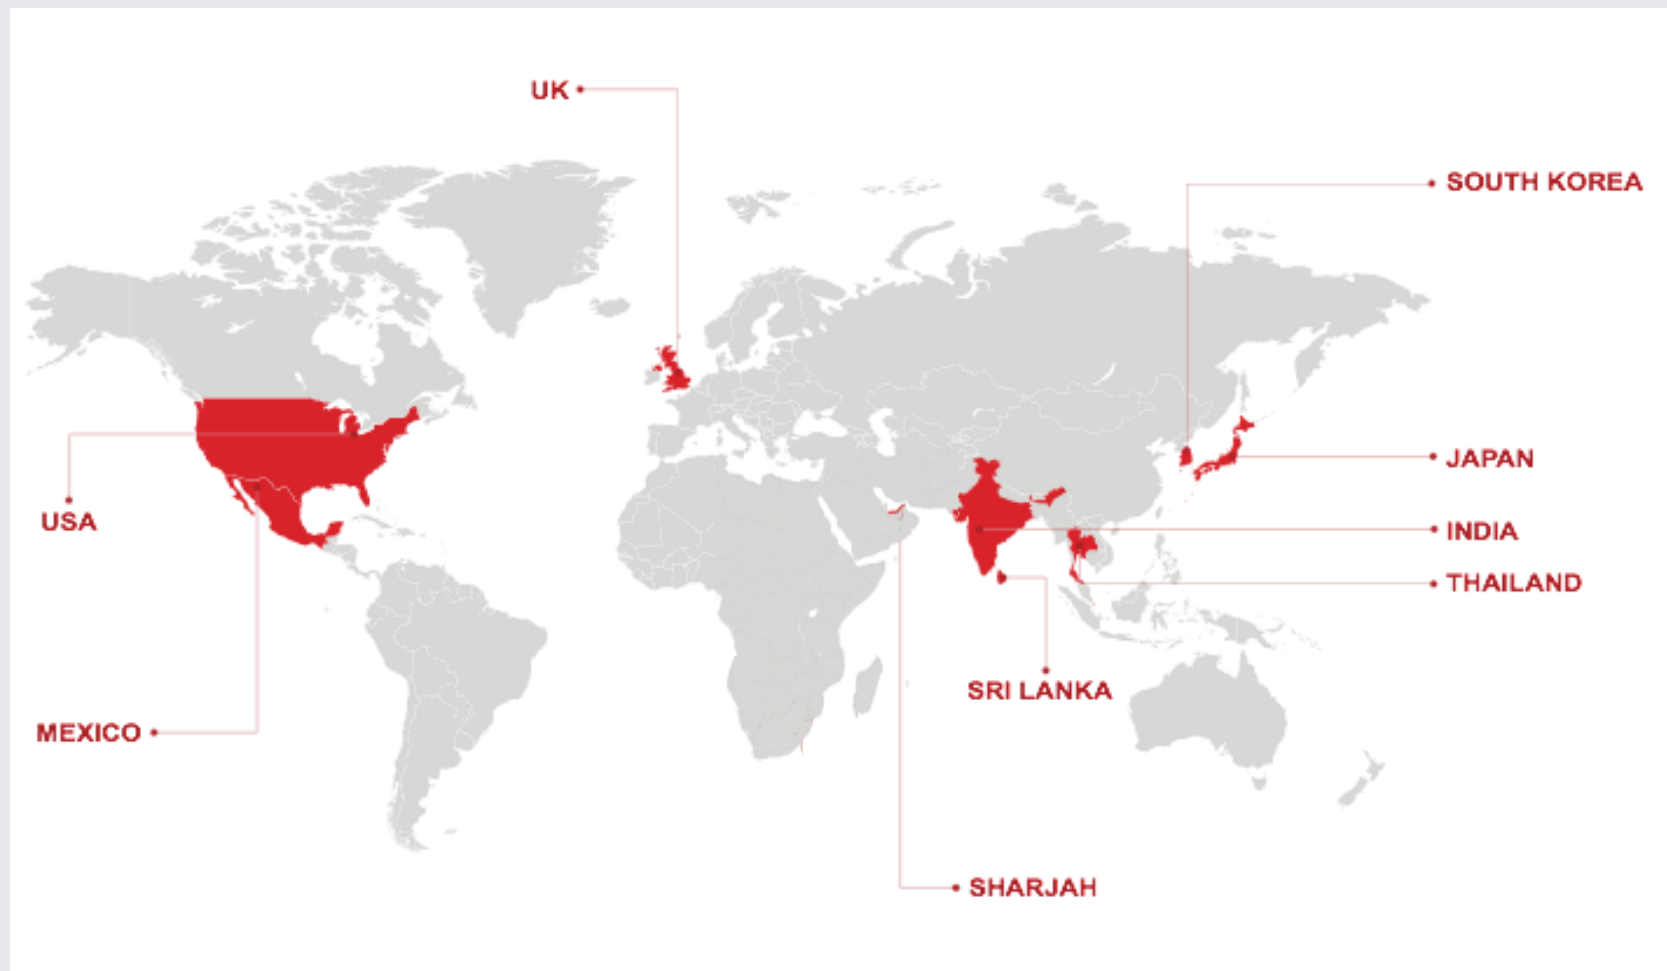 UK
SOUTH KOREA
JAPAN
USA
INDIA
THAILAND
SRI LANKA
MEXICO
SHARJAH